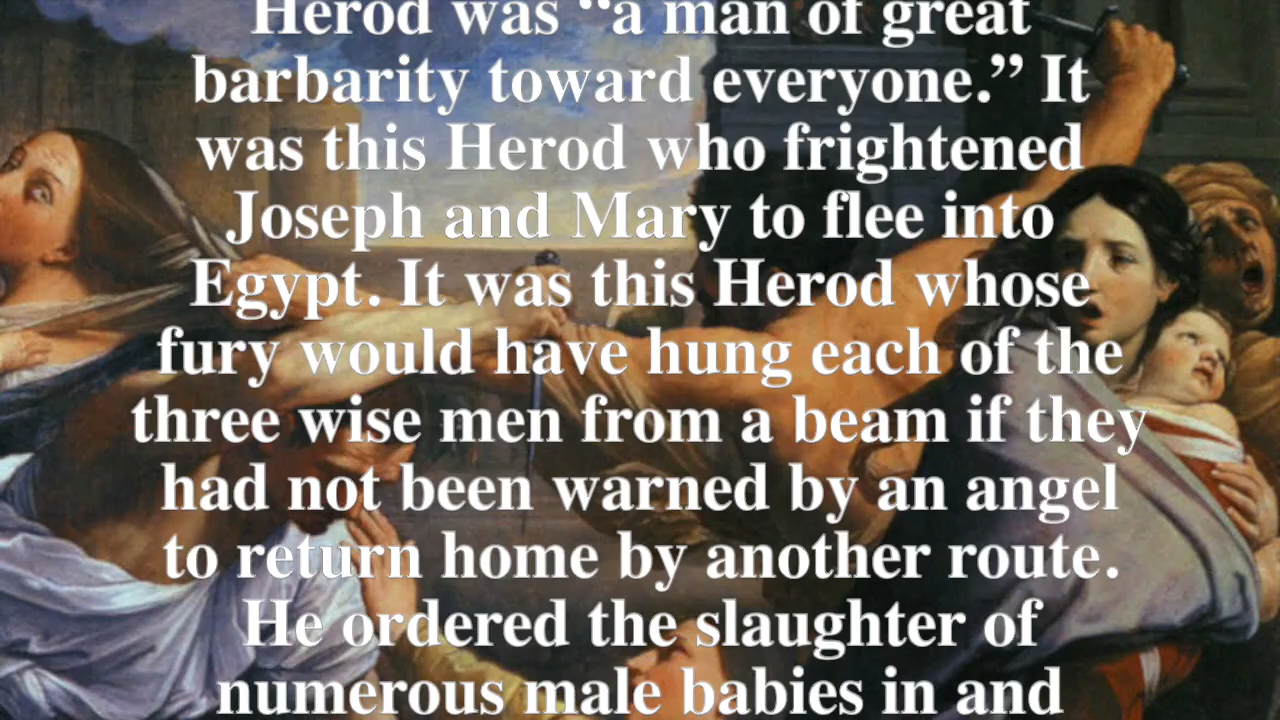 Herod was “a man of great
barbarity toward everyone.” It
was this Herod who frightened
Joseph and Mary to flee into
Egypt. It was this Herod whose
fury would have hung each of the
three wise men from a beam if they
had not been warned by an angel
to return home by another route.
He ordered the slaughter of
numerous male babies in and